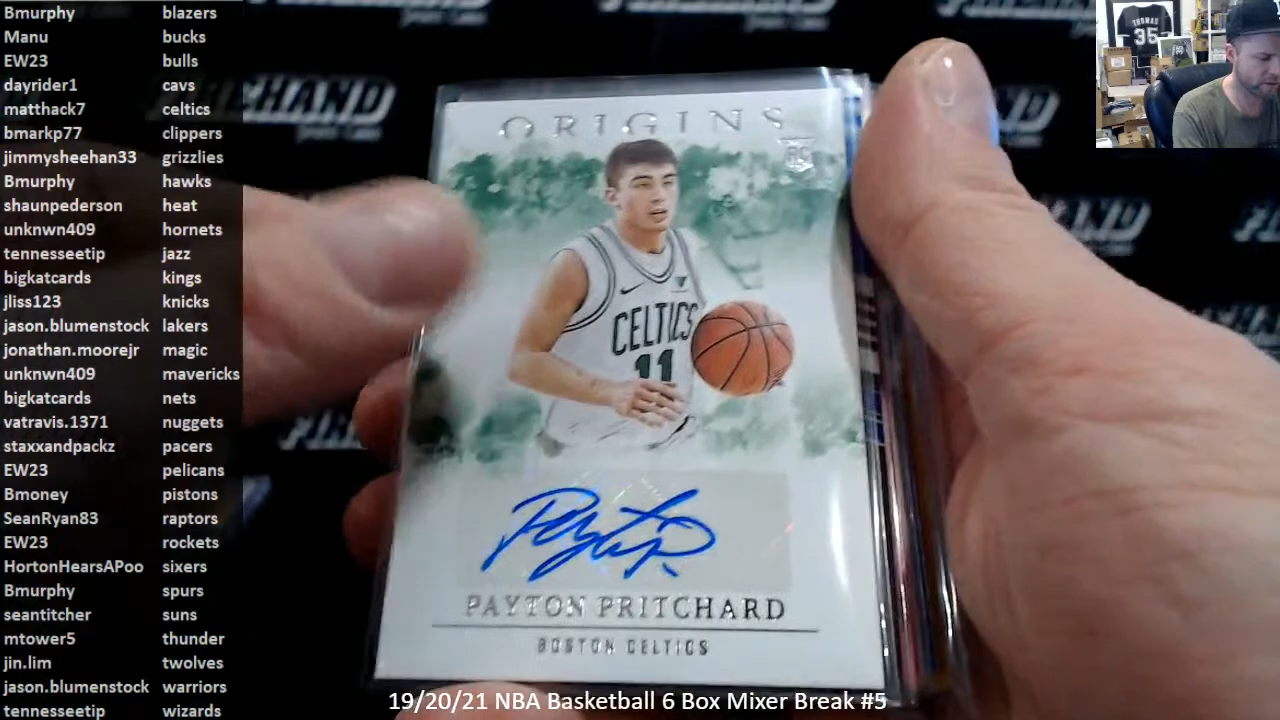 Bmurphy blazers
Manu bucks
EW23 bulls
dayrider1 cavs
matthack7 celtics
bmarkp77 clippers
jimmysheehan33 grizzlies
Bmurphy hawks
shaunpederson heat
unknwn409 hornets
tennesseetip jazz
bigkatcards kings
jliss123 knicks
jason.blumenstock lakers
jonathan.moorejr magic
unknwn409 mavericks
bigkatcards nets
vatravis.1371 nuggets
staxxandpackz pacers
EW23 pelicans
Bmoney pistons
SeanRyan83 raptors
EW23 rockets
HortonHearsAPoo sixers
Bmurphy spurs
seantitcher suns
mtower5 thunder
jin.lim twolves
jason.blumenstock warriors
tennesseetip wizards
THOMAS
35
ORIGINS
RC
CELTICS
11
PAYTON PRITCHARD
BOSTON CELTICS
19/20/21 NBA Basketball 6 Box Mixer Break #5